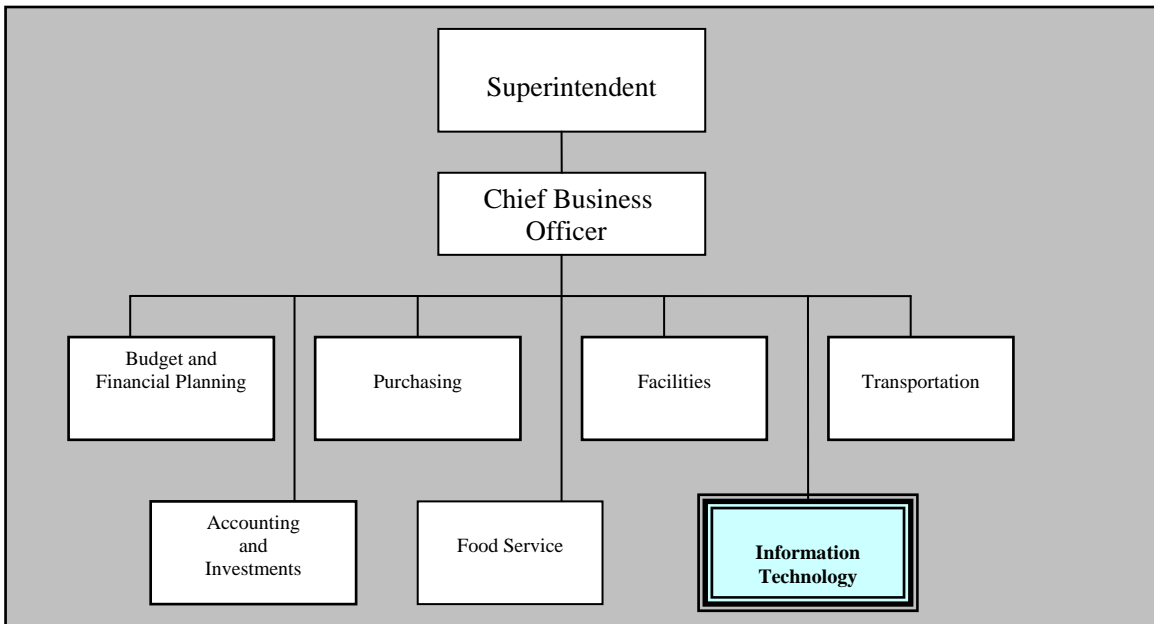 Superintendent
Chief Business
Officer
Budget and
Financial Planning
Purchasing
Facilities
Transportation
Accounting
and
Investments
Food Service
Information
Technology